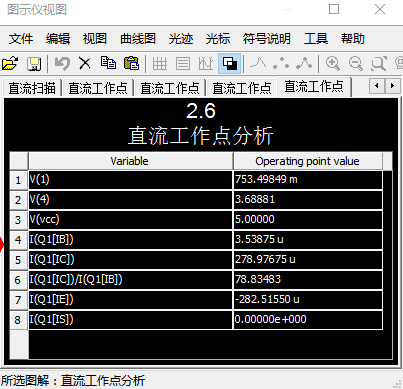 图示仪视图
文件 编辑 视图 曲线图 光迹 光标 符号说明 工具 帮助
直流扫描 直流工作点 直流工作点 直流工作点 直流工作点
2.6
直流工作点分析
Variable Operating point value
1 V(1) 753.49849 m
2 V(4) 3.68881
3 V(vcc) 5.00000
4 I(Q1[IB]) 3.53875 u
5 I(Q1[IC]) 278.97675 u
6 I(Q1[IC])/I(Q1[IB]) 78.83483
7 I(Q1[IE]) -282.51550 u
8 I(Q1[IS]) 0.00000e+000
所选图解：直流工作点分析